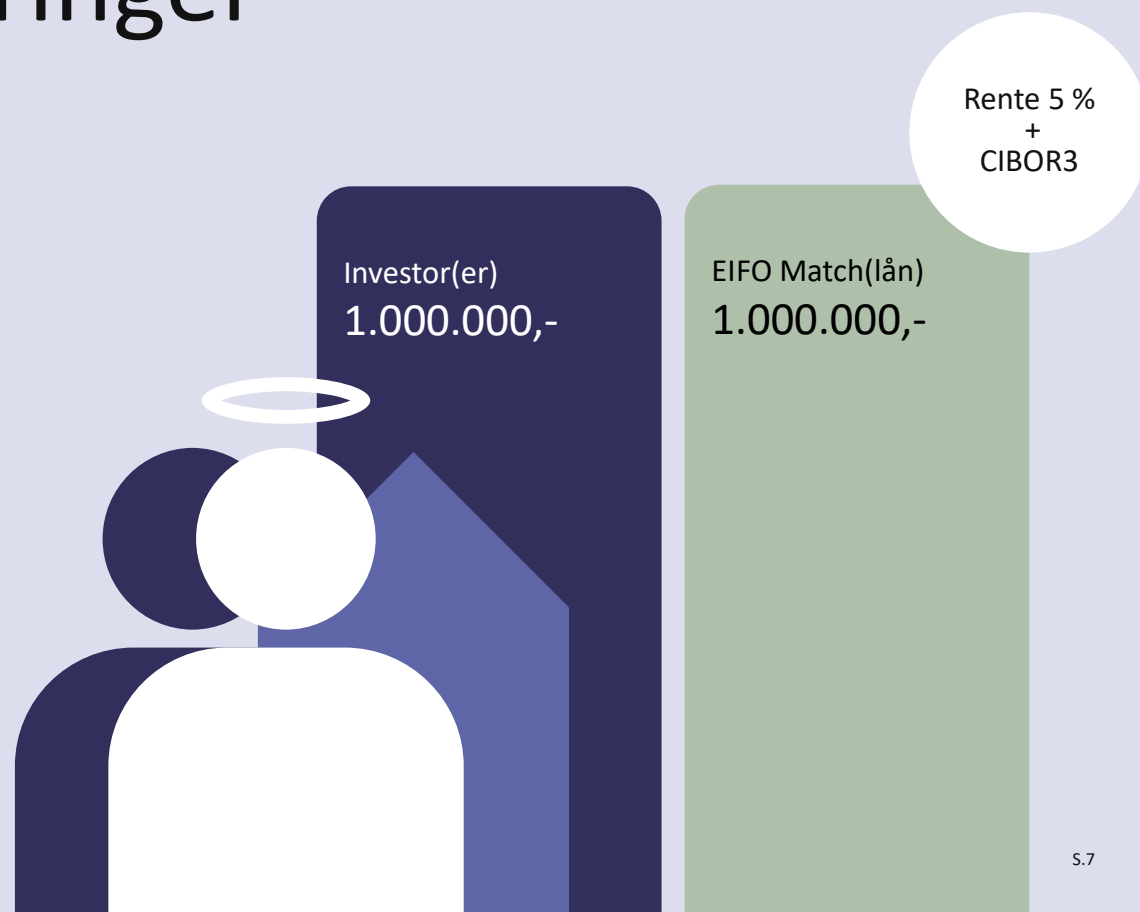 Rente 5 %
+
CIBOR3
Investor(er)
1.000.000,-
EIFO Match(lån)
1.000.000,-
S.7